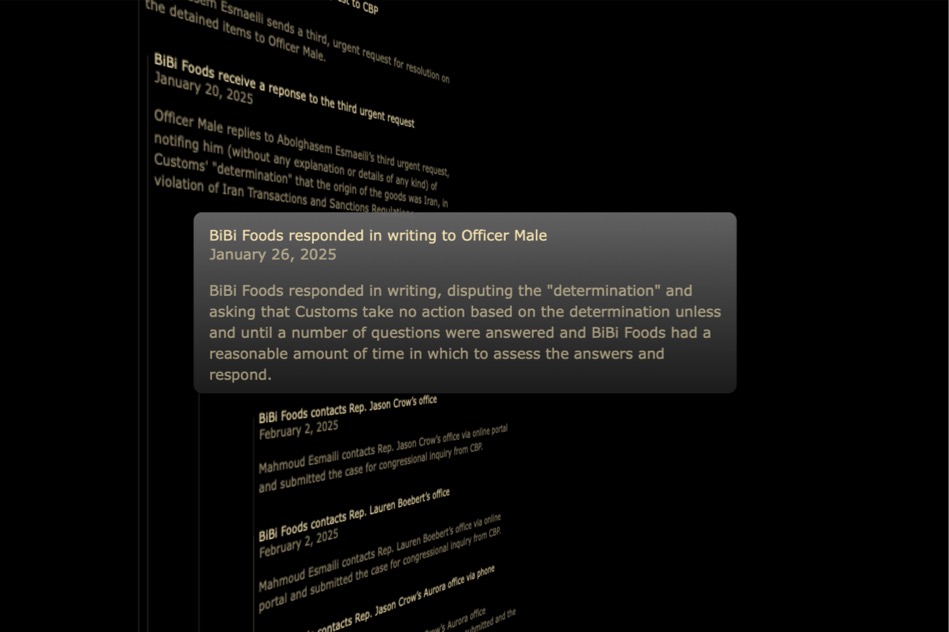 est to CBP
sem Esmaeili sends a third, urgent request for resolution on
the detained items to Officer Male.
BiBi Foods receive a reponse to the third urgent request
January 20, 2025
Officer Male replies to Abolghasem Esmaeili's third urgent request,
notifing him (without any explanation or details of any kind) of
Customs' "determination" that the origin of the goods was Iran, in
violation of Iran Transactions and Sanctions Regulations
BiBi Foods responded in writing to Officer Male
January 26, 2025
BiBi Foods responded in writing, disputing the "determination" and
asking that Customs take no action based on the determination unless
and until a number of questions were answered and BiBi Foods had a
reasonable amount of time in which to assess the answers and
respond.
BiBi Foods contacts Rep. Jason Crow's office
February 2, 2025
Mahmoud Esmaili contacts Rep. Jason Crow's office via online portal
and submitted the case for congressional inquiry from CBP.
BiBi Foods contacts Rep. Lauren Boebert's office
February 2, 2025
Mahmoud Esmaili contacts Rep. Lauren Boebert's office via online
portal and submitted the case for congressional inquiry from CBP.
contacts Rep. Jason Crow's Aurora office via phone
Crow's Aurora office
submitted and the